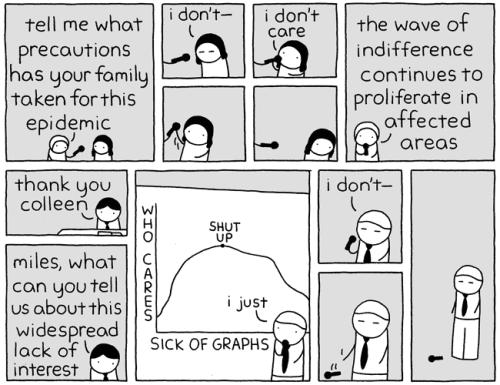 tell me what
precautions
has your family
taken for this
epidemic
i don't—
i don't
care
the wave of
indifference
continues to
proliferate in
affected
areas
thank you
colleen
miles, what
can you tell
us about this
widespread
lack of
interest
WHO CARES
SHUT
UP
i just
SICK OF GRAPHS
i don't—